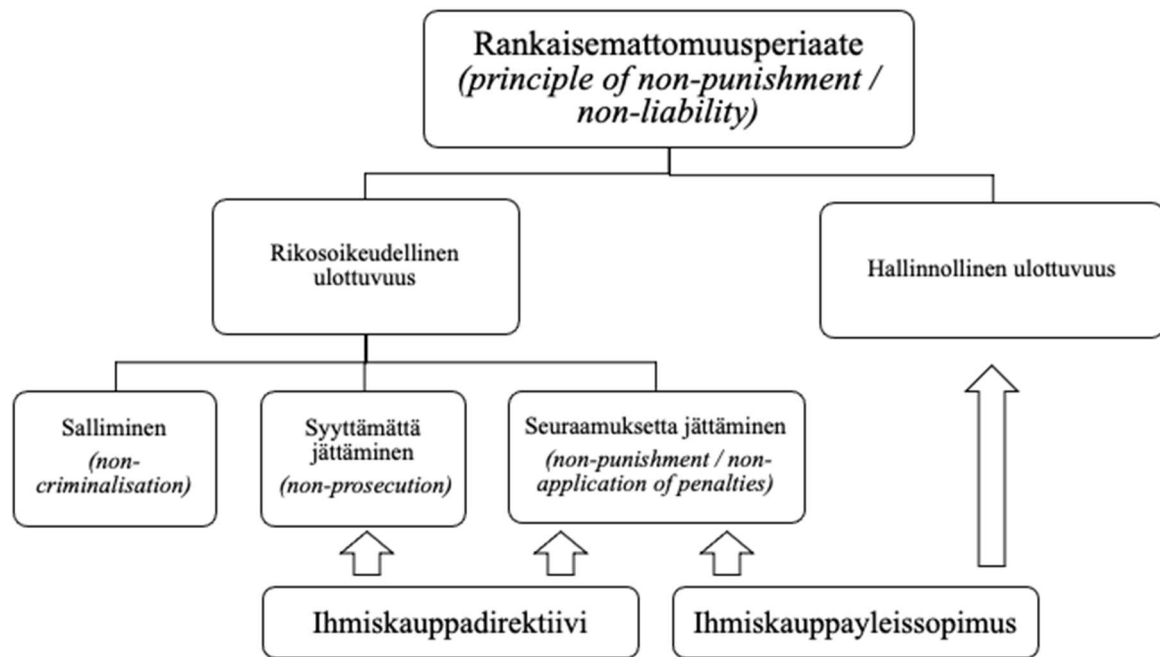 Rankaisemattomuusperiaate
(principle of non-punishment /
non-liability)
Rikosoikeudellinen
ulottuvuus
Hallinnollinen ulottuvuus
Salliminen
(non-
criminalisation)
Syyttämättä
jättäminen
(non-prosecution)
Seuraamuksetta jättäminen
(non-punishment / non-
application of penalties)
Ihmiskauppadirektiivi
Ihmiskauppayleissopimus